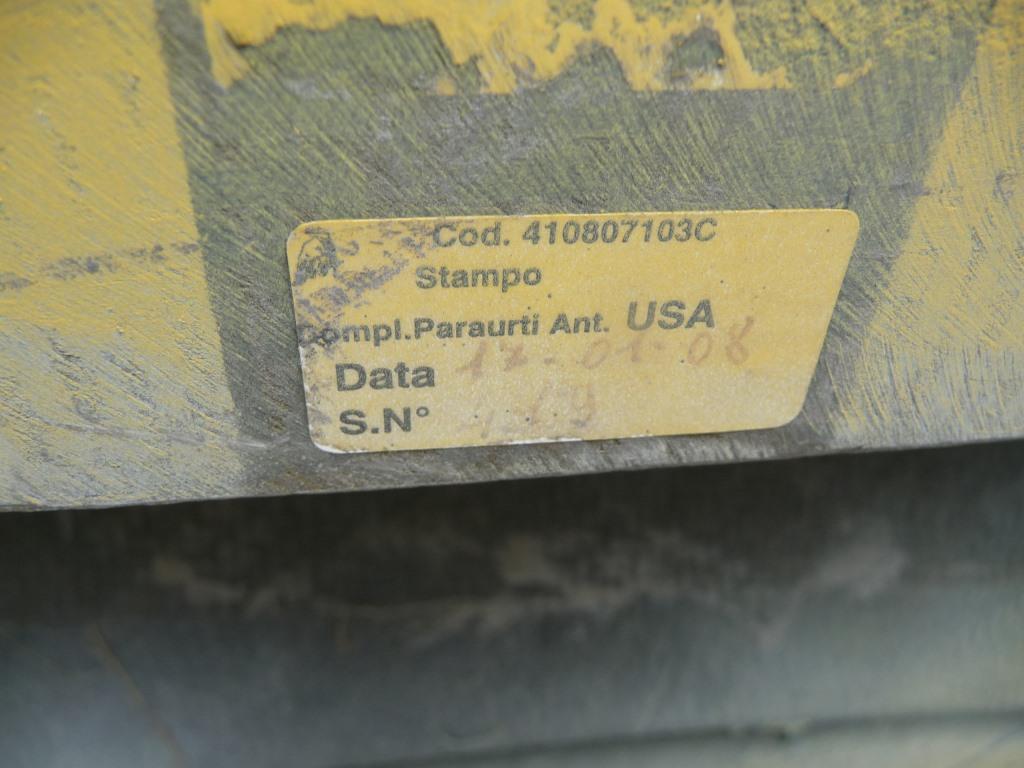 Cod. 410807103C
Stampo
Compl.Paraurti Ant. USA
Data 17-01-08
S.N°